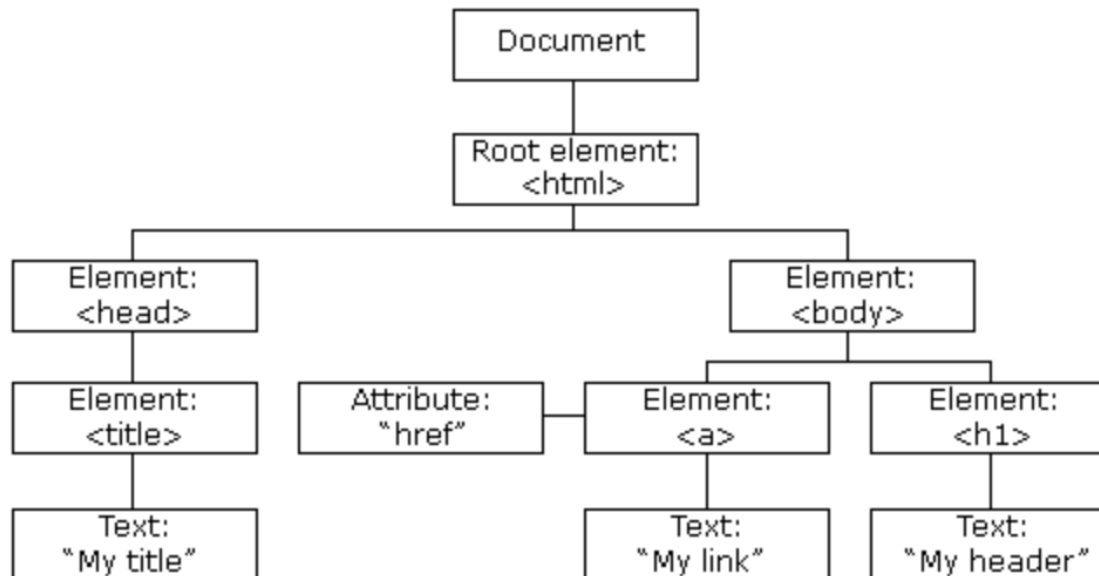 Document
Root element:
<html>
Element:
<head>
Element:
<body>
Element:
<title>
Attribute:
“href”
Element:
<a>
Element:
<h1>
Text:
“My title”
Text:
“My link”
Text:
“My header”